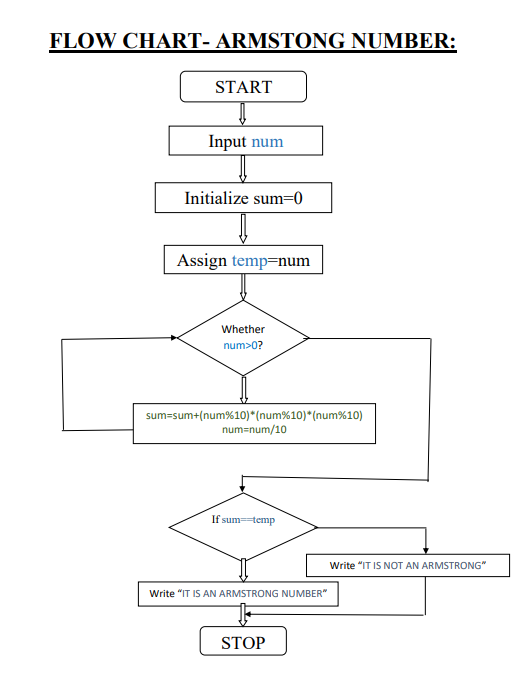 FLOW CHART- ARMSTONG NUMBER:
START
Input num
Initialize sum=0
Assign temp=num
Whether
num>0?
sum=sum+(num%10)*(num%10)*(num%10)
num=num/10
If sum==temp
Write “IT IS NOT AN ARMSTRONG”
Write “IT IS AN ARMSTRONG NUMBER”
STOP